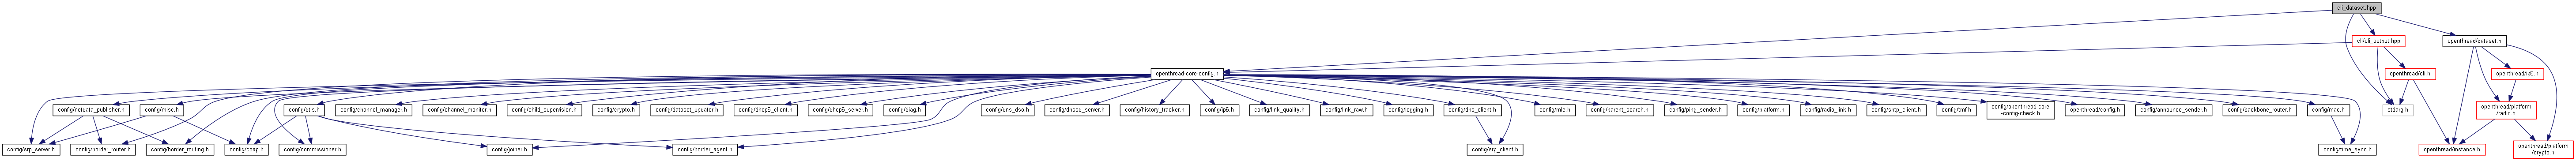 cli_dataset.hpp
cli/cli_output.hpp
openthread/dataset.h
openthread-core-config.h
openthread/cli.h
openthread/ip6.h
config/netdata_publisher.h
config/misc.h
config/dtls.h
config/channel_manager.h
config/channel_monitor.h
config/child_supervision.h
config/crypto.h
config/dataset_updater.h
config/dhcp6_client.h
config/dhcp6_server.h
config/diag.h
config/dns_dso.h
config/dnssd_server.h
config/history_tracker.h
config/ip6.h
config/link_quality.h
config/link_raw.h
config/logging.h
config/dns_client.h
config/mle.h
config/parent_search.h
config/ping_sender.h
config/platform.h
config/radio_link.h
config/sntp_client.h
config/tmf.h
config/openthread-core
-config-check.h
openthread/config.h
config/announce_sender.h
config/backbone_router.h
config/mac.h
stdarg.h
openthread/platform
/radio.h
config/srp_server.h
config/border_router.h
config/border_routing.h
config/coap.h
config/commissioner.h
config/joiner.h
config/border_agent.h
config/srp_client.h
config/time_sync.h
openthread/instance.h
openthread/platform
/crypto.h